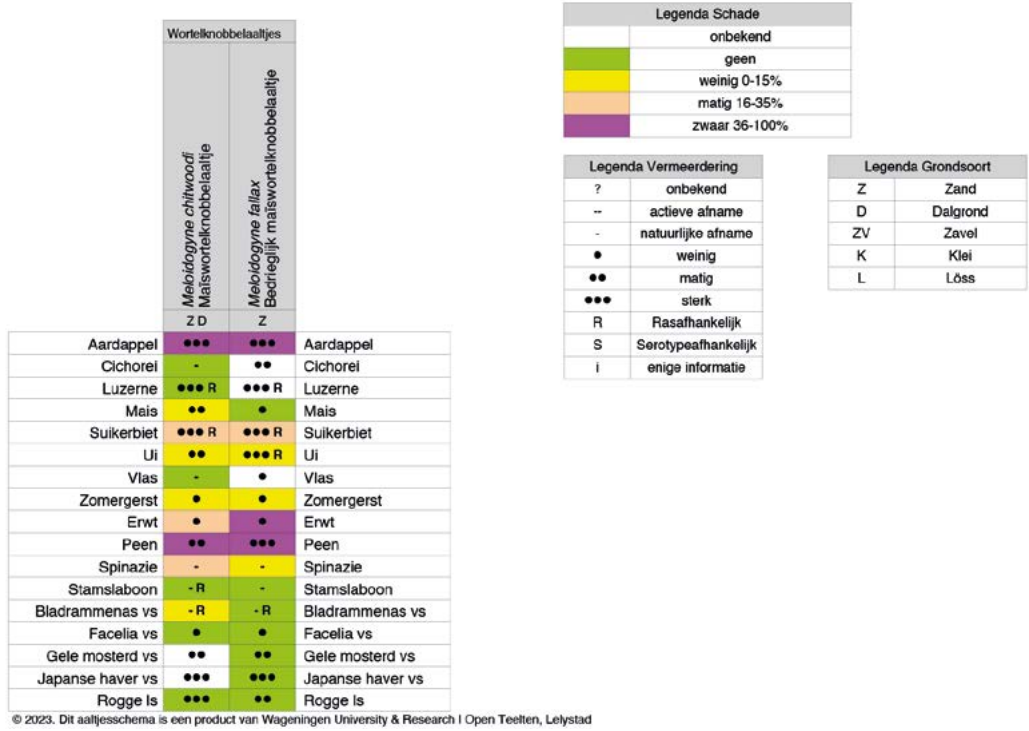 Wortelknobbelaaltjes
Meloidogyne chitwoodi
Maïswortelknobbelaaltje
Meloidogyne fallax
Bedrieglijk maïswortelknobbelaaltje
Z D Z
Aardappel ●●● ●●● Aardappel
Cichorei - ●● Cichorei
Luzerne ●●● R ●●● R Luzerne
Mais ●● ● Mais
Suikerbiet ●●● R ●●● R Suikerbiet
Ui ●● ●●● R Ui
Vlas - ● Vlas
Zomergerst ● ● Zomergerst
Erwt ● ● Erwt
Peen ●● ●●● Peen
Spinazie - - Spinazie
Stamslaboon - R - Stamslaboon
Bladrammenas vs - R - R Bladrammenas vs
Facelia vs ● ● Facelia vs
Gele mosterd vs ●● ●● Gele mosterd vs
Japanse haver vs ●●● ●●● Japanse haver vs
Rogge ls ●●● ●● Rogge ls
Legenda Schade
onbekend
geen
weinig 0-15%
matig 16-35%
zwaar 36-100%
Legenda Vermeerdering
? onbekend
-- actieve afname
- natuurlijke afname
● weinig
●● matig
●●● sterk
R Rasafhankelijk
S Serotypeafhankelijk
i enige informatie
Legenda Grondsoort
Z Zand
D Dalgrond
ZV Zavel
K Klei
L Löss
© 2023. Dit aaltjesschema is een product van Wageningen University & Research | Open Teelten, Lelystad